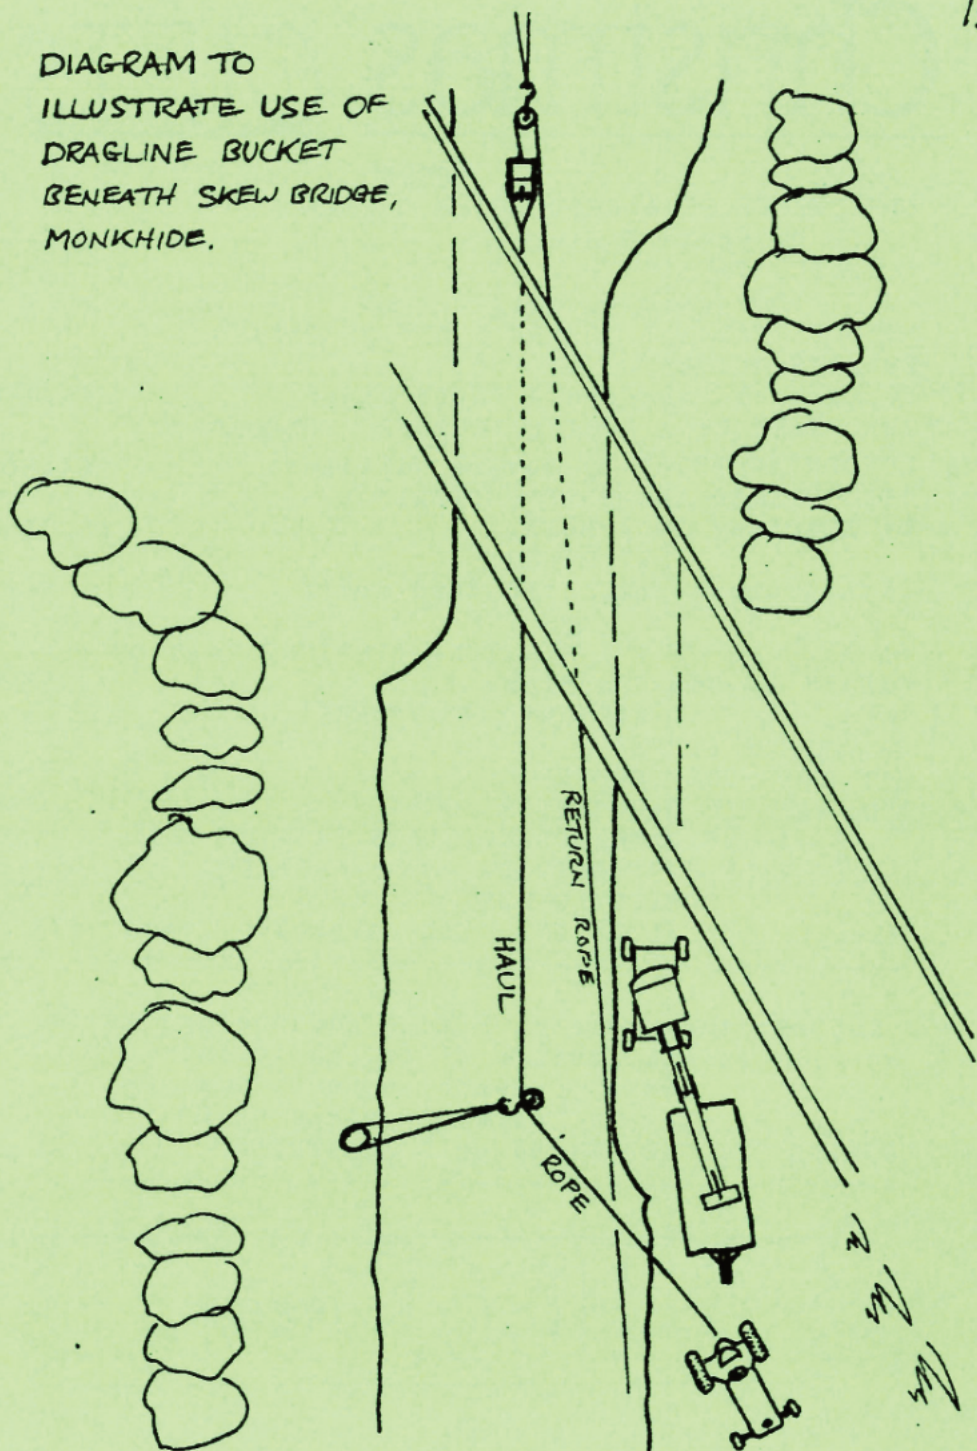 DIAGRAM TO
ILLUSTRATE USE OF
DRAGLINE BUCKET
BENEATH SKEW BRIDGE,
MONKHIDE.
RETURN ROPE
HAUL
ROPE